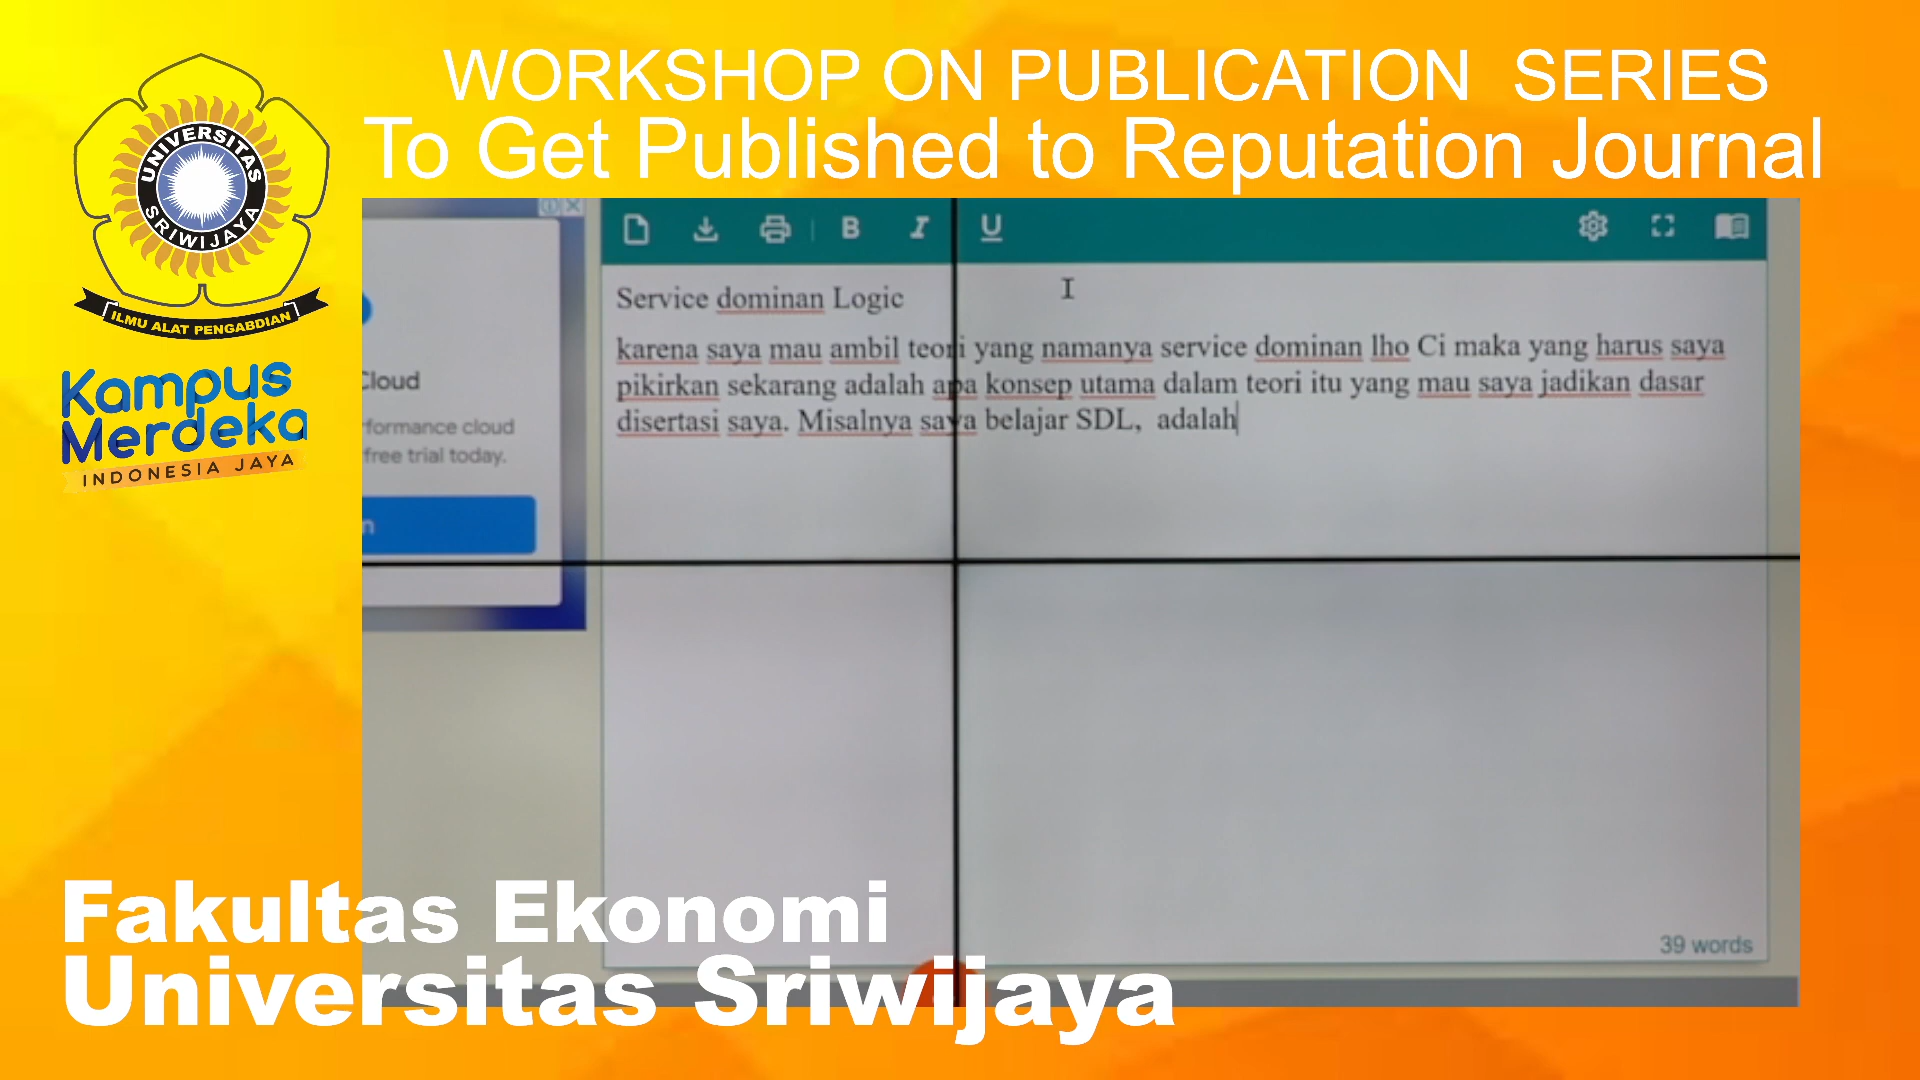 WORKSHOP ON PUBLICATION SERIES
To Get Published to Reputation Journal
UNIVERSITAS
SRIWIJAYA
ILMU ALAT PENGABDIAN
Kampus
Merdeka
INDONESIA JAYA
Cloud
formance cloud
free trial today.
B I U
Service dominan Logic
karena saya mau ambil teori yang namanya service dominan lho Ci maka yang harus saya
pikirkan sekarang adalah apa konsep utama dalam teori itu yang mau saya jadikan dasar
disertasi saya. Misalnya saya belajar SDL, adalah
39 words
Fakultas Ekonomi
Universitas Sriwijaya